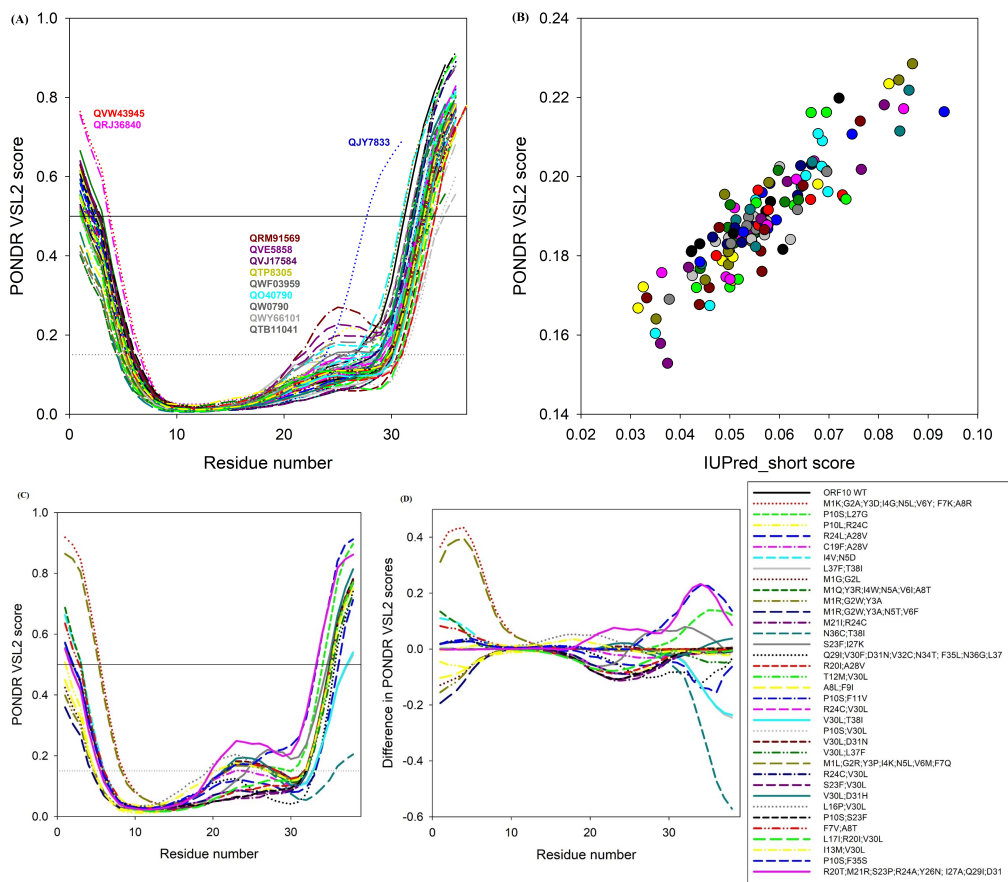 (A)
PONDR VSL2 score
1.0
0.8
0.6
0.4
0.2
0.0
QVW43945
QRJ36840
QJY7833
QRM91569
QVE5858
QVJ17584
QTP8305
QWF03959
QO40790
QW0790
QWY66101
QTB11041
0 10 20 30
Residue number
(B)
PONDR VSL2 score
0.24
0.22
0.20
0.18
0.16
0.14
0.02 0.03 0.04 0.05 0.06 0.07 0.08 0.09 0.10
IUPred_short score
(C)
PONDR VSL2 score
1.0
0.8
0.6
0.4
0.2
0.0
0 10 20 30
Residue number
(D)
Difference in PONDR VSL2 scores
0.4
0.2
0.0
-0.2
-0.4
-0.6
0 10 20 30
Residue number
ORF10 WT
M1K;G2A;Y3D;I4G;N5L;V6Y; F7K;A8R
P10S;L27G
P10L;R24C
R24L;A28V
C19F;A28V
I4V;N5D
L37F;T38I
M1G;G2L
M1Q;Y3R;I4W;N5A,V6I;A8T
M1R;G2W;Y3A
M1R;G2W;Y3A;N5T;V6F
M21I;R24C
N36C;T38I
S23F;I27K
Q29I;V30F;D31N;V32C;N34T; F35L;N36G;L37
R20I;A28V
T12M;V30L
A8L;F9I
P10S;F11V
R24C,V30L
V30L;T38I
P10S;V30L
V30L;D31N
V30L;L37F
M1L;G2R;Y3P;I4K;N5L;V6M;F7Q
R24C;V30L
S23F;V30L
V30L;D31H
L16P,V30L
P10S;S23F
F7V;A8T
L17I;R20I;V30L
I13M;V30L
P10S;F35S
R20T;M21R;S23P;R24A;Y26N; I27A;Q29I;D31